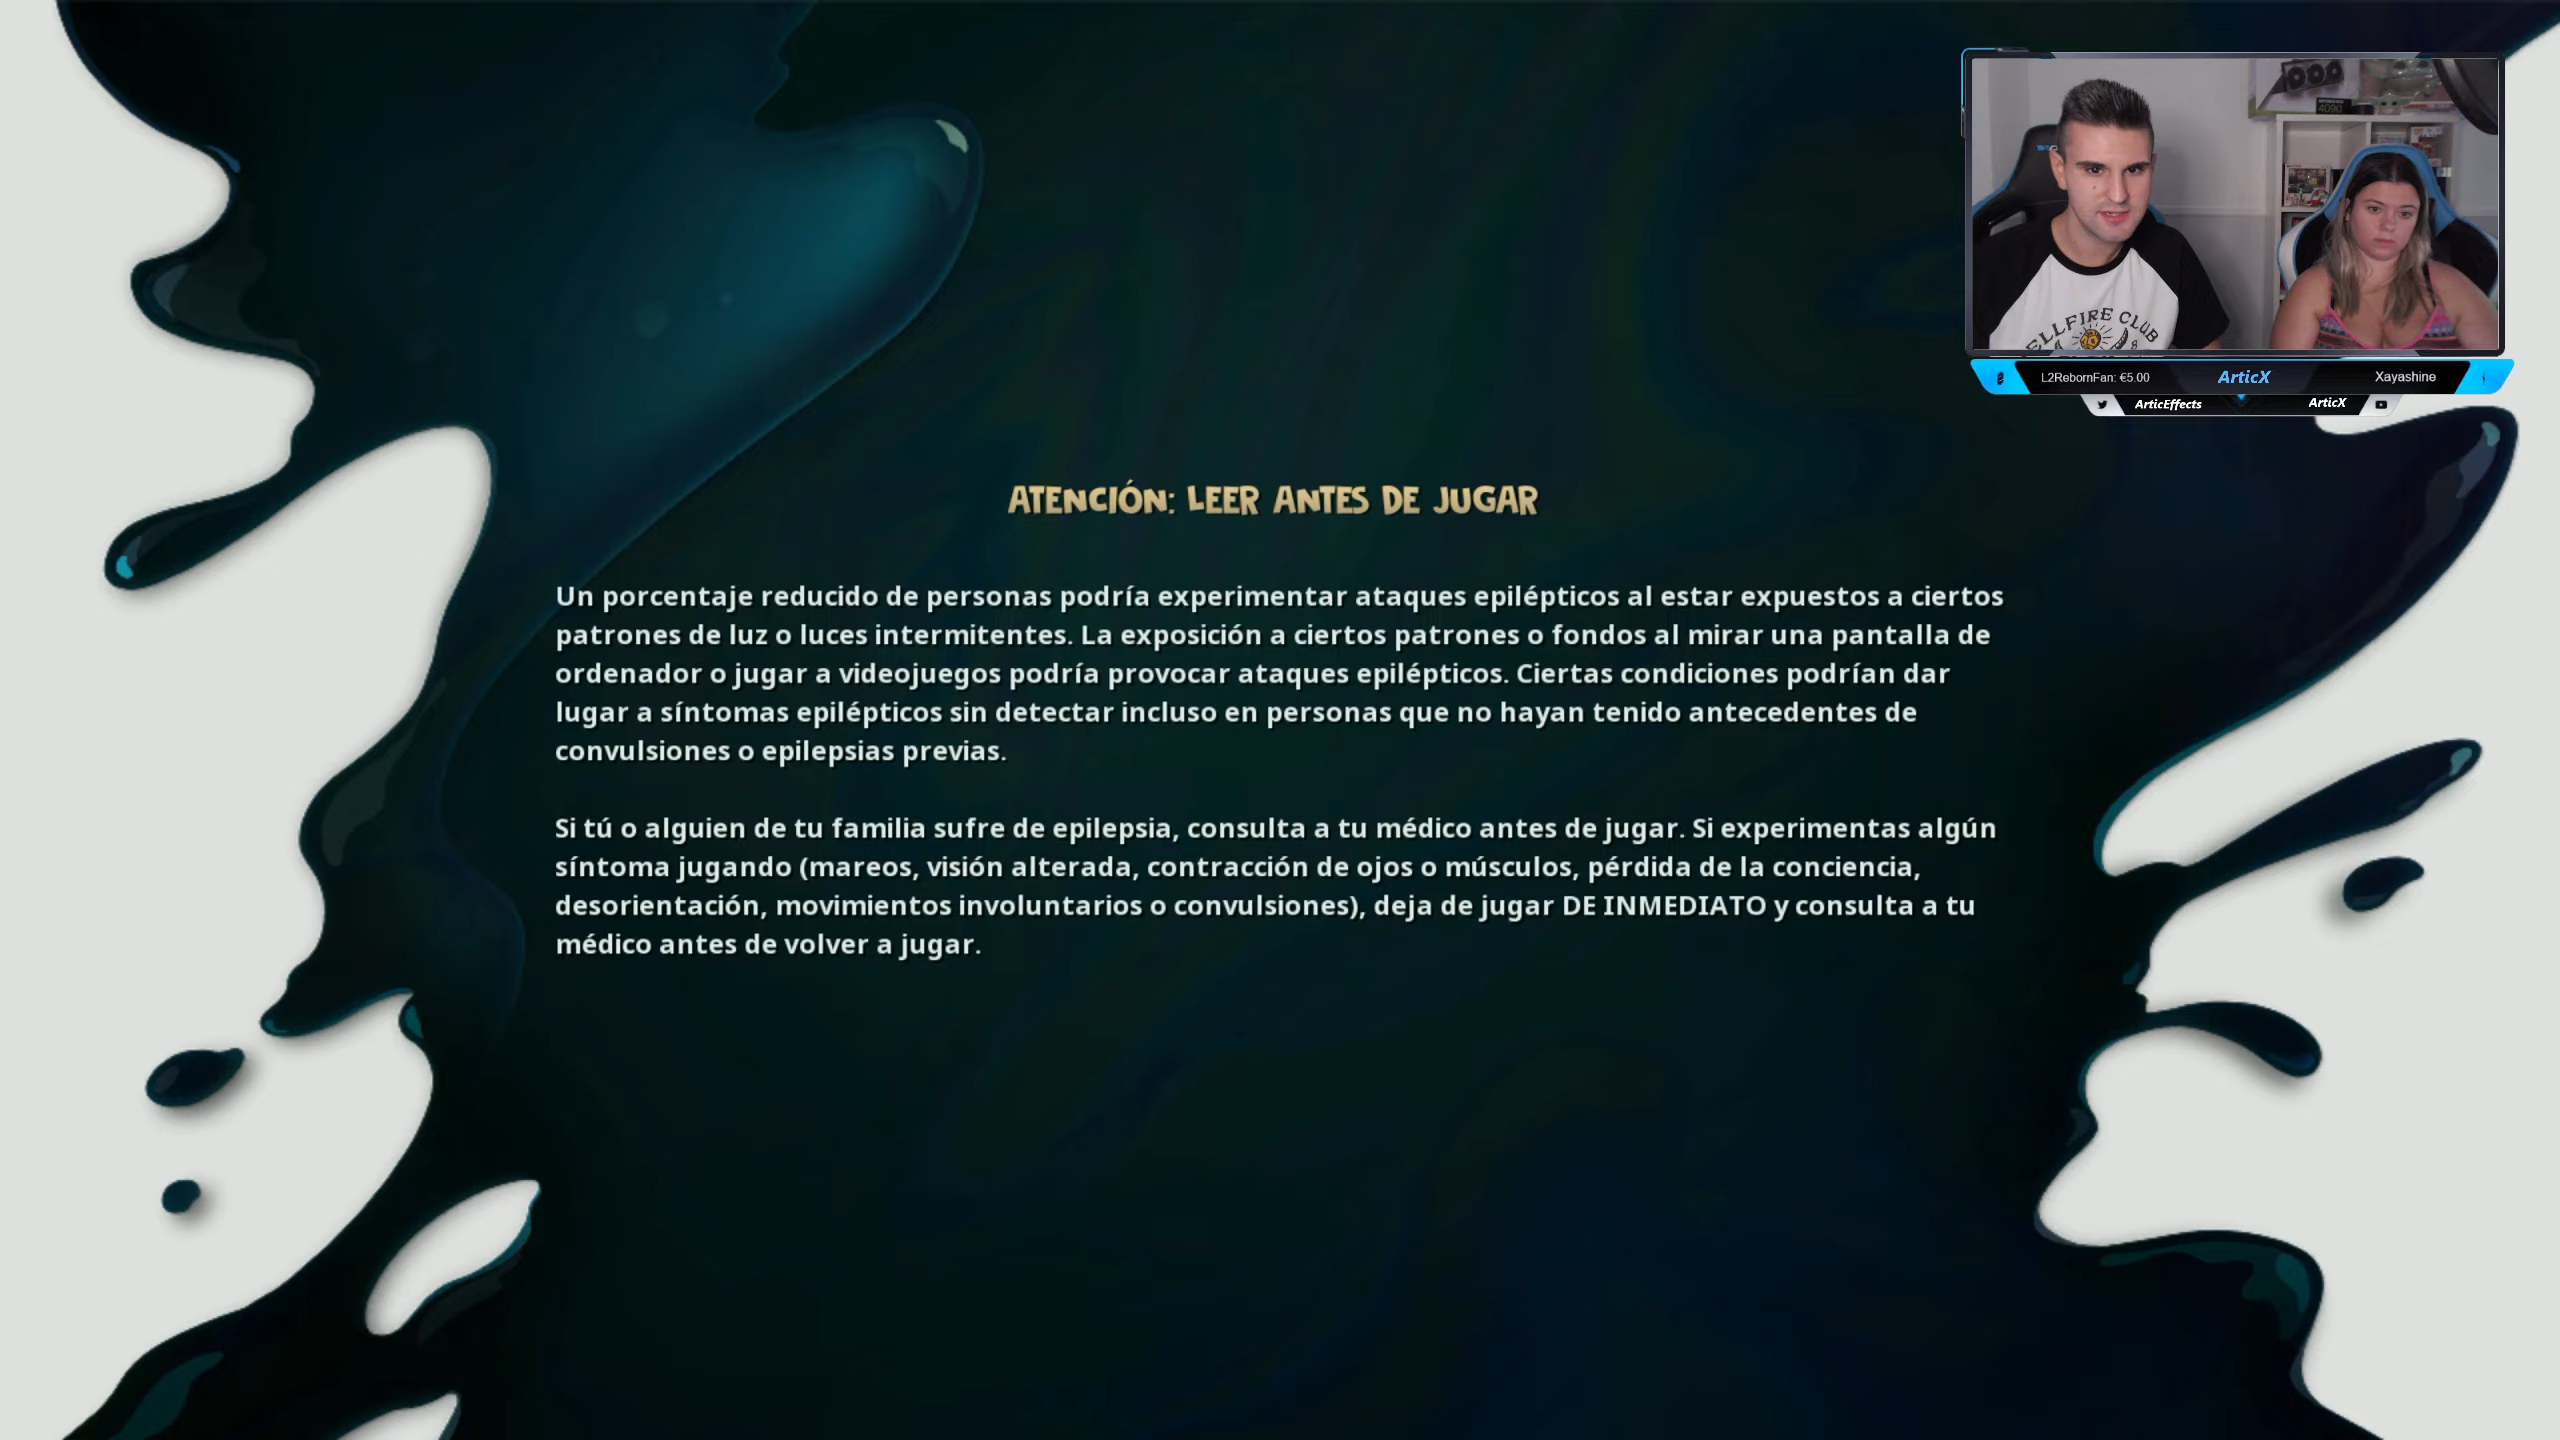 4090
ELLFIRE CLUB
L2RebornFan: €5.00
ArticX
Xayashine
ArticEffects
ArticX
ATENCIÓN: LEER ANTES DE JUGAR
Un porcentaje reducido de personas podría experimentar ataques epilépticos al estar expuestos a ciertos
patrones de luz o luces intermitentes. La exposición a ciertos patrones o fondos al mirar una pantalla de
ordenador o jugar a videojuegos podría provocar ataques epilépticos. Ciertas condiciones podrían dar
lugar a síntomas epilépticos sin detectar incluso en personas que no hayan tenido antecedentes de
convulsiones o epilepsias previas.
Si tú o alguien de tu familia sufre de epilepsia, consulta a tu médico antes de jugar. Si experimentas algún
síntoma jugando (mareos, visión alterada, contracción de ojos o músculos, pérdida de la conciencia,
desorientación, movimientos involuntarios o convulsiones), deja de jugar DE INMEDIATO y consulta a tu
médico antes de volver a jugar.